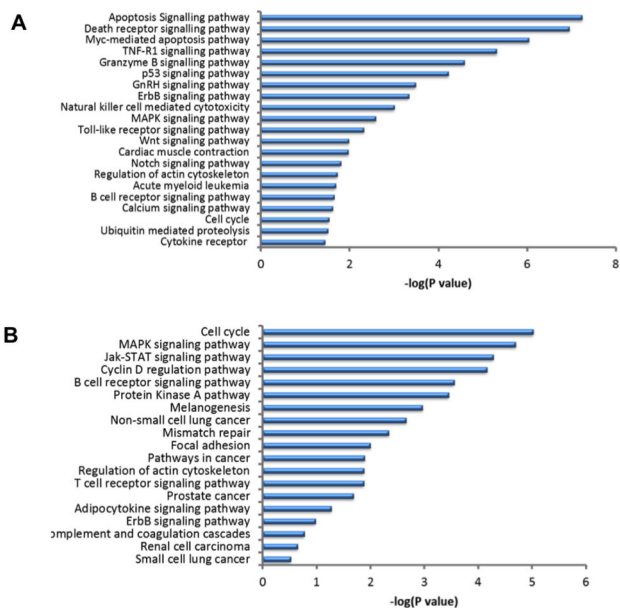 A
Apoptosis Signalling pathway
Death receptor signalling pathway
Myc-mediated apoptosis pathway
TNF-R1 signalling pathway
Granzyme B signalling pathway
p53 signaling pathway
GnRH signaling pathway
ErbB signaling pathway
Natural killer cell mediated cytotoxicity
MAPK signaling pathway
Toll-like receptor signaling pathway
Wnt signaling pathway
Cardiac muscle contraction
Notch signaling pathway
Regulation of actin cytoskeleton
Acute myeloid leukemia
B cell receptor signaling pathway
Calcium signaling pathway
Cell cycle
Ubiquitin mediated proteolysis
Cytokine receptor
0 2 4 6 8
-log(P value)
B
Cell cycle
MAPK signaling pathway
Jak-STAT signaling pathway
Cyclin D regulation pathway
B cell receptor signaling pathway
Protein Kinase A pathway
Melanogenesis
Non-small cell lung cancer
Mismatch repair
Focal adhesion
Pathways in cancer
Regulation of actin cytoskeleton
T cell receptor signaling pathway
Prostate cancer
Adipocytokine signaling pathway
ErbB signaling pathway
omplement and coagulation cascades
Renal cell carcinoma
Small cell lung cancer
0 1 2 3 4 5 6
-log(P value)